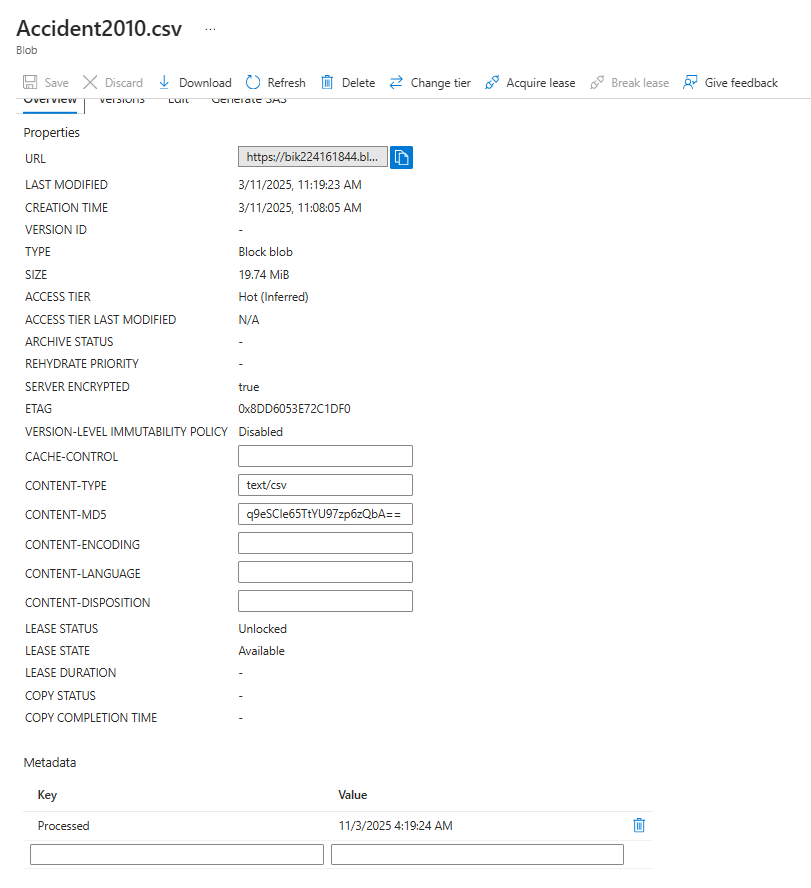 Accident2010.csv ...
Blob
Save Discard Download Refresh Delete Change tier Acquire lease Break lease Give feedback
Overview Versions Edit Generate SAS
Properties
URL https://bik224161844.bl...
LAST MODIFIED 3/11/2025, 11:19:23 AM
CREATION TIME 3/11/2025, 11:08:05 AM
VERSION ID -
TYPE Block blob
SIZE 19.74 MiB
ACCESS TIER Hot (Inferred)
ACCESS TIER LAST MODIFIED N/A
ARCHIVE STATUS -
REHYDRATE PRIORITY -
SERVER ENCRYPTED true
ETAG 0x8DD6053E72C1DF0
VERSION-LEVEL IMMUTABILITY POLICY Disabled
CACHE-CONTROL
CONTENT-TYPE text/csv
CONTENT-MD5 q9eSCIe65TtYU97zp6zQbA==
CONTENT-ENCODING
CONTENT-LANGUAGE
CONTENT-DISPOSITION
LEASE STATUS Unlocked
LEASE STATE Available
LEASE DURATION -
COPY STATUS -
COPY COMPLETION TIME -
Metadata
Key Value
Processed 11/3/2025 4:19:24 AM